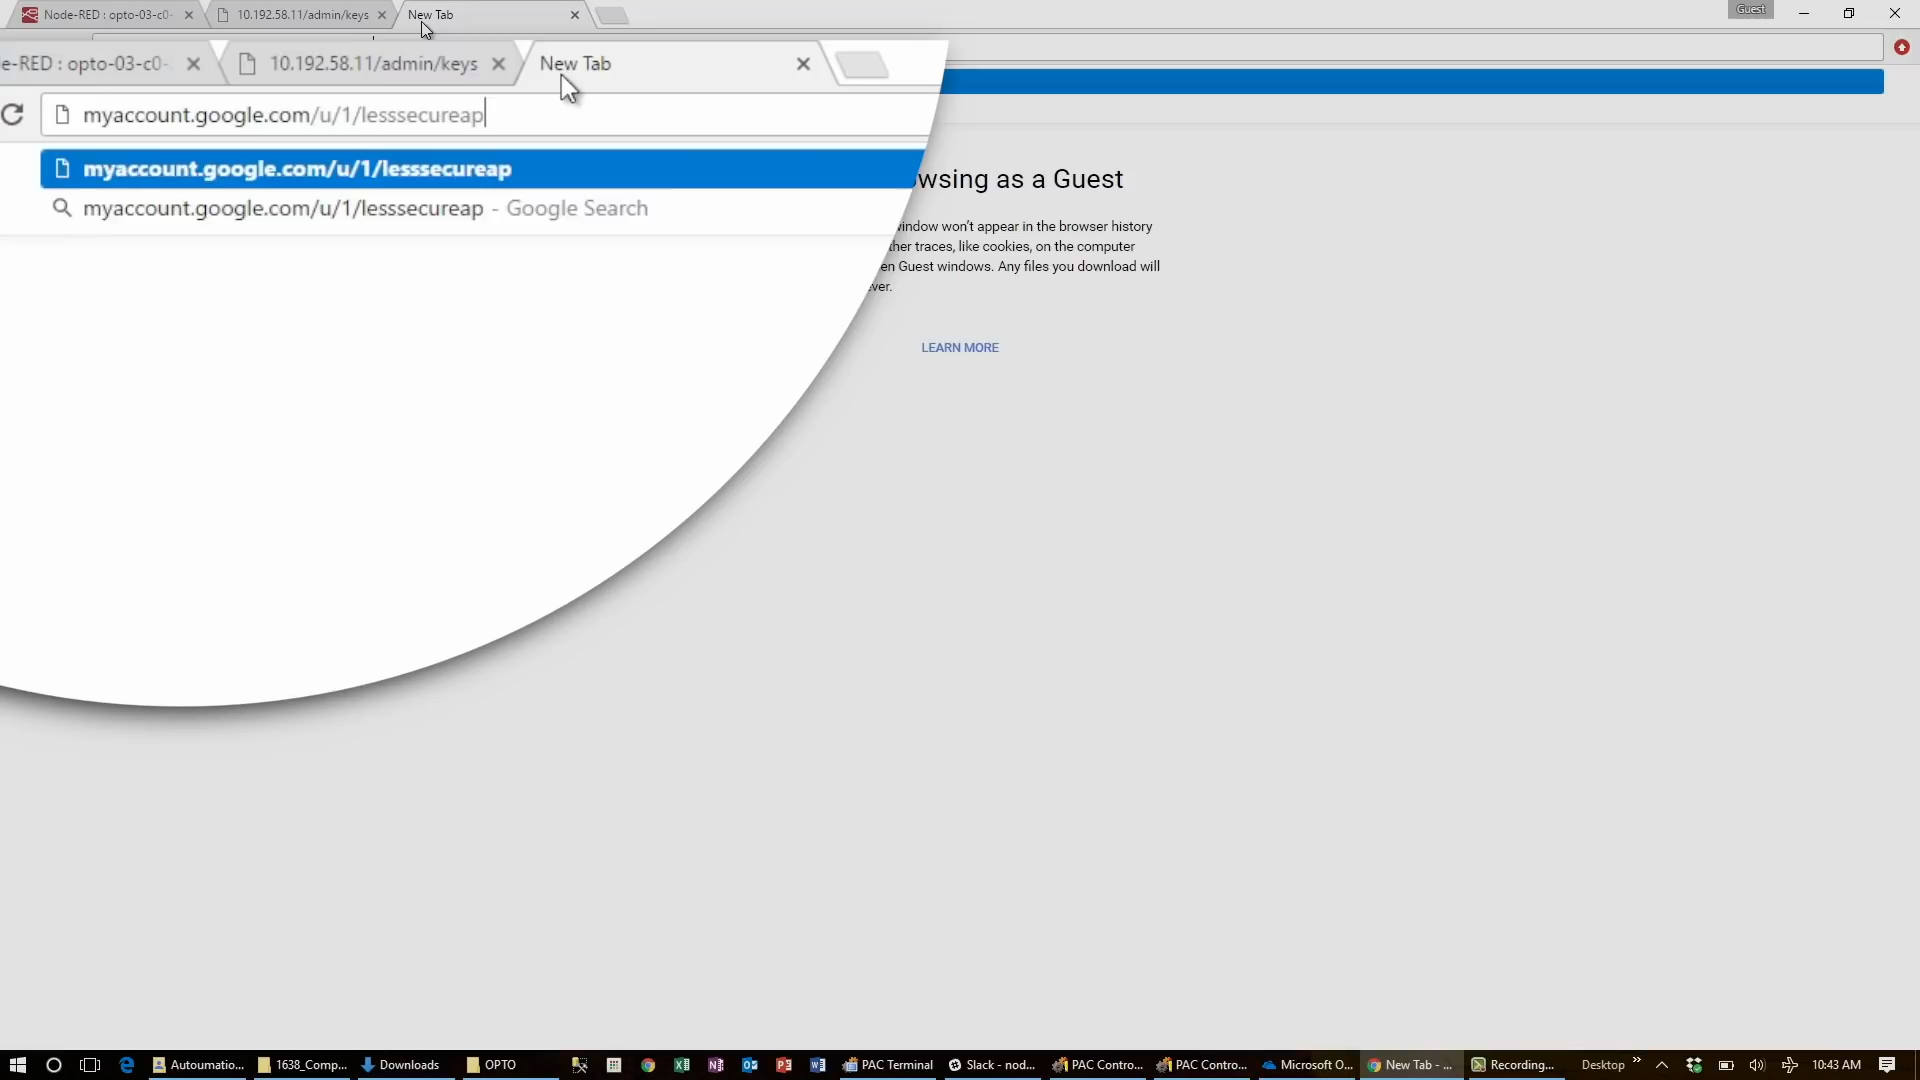 Node-RED : opto-03-c0-
10.192.58.11/admin/keys
New Tab
Guest
e-RED : opto-03-c0-
10.192.58.11/admin/keys
New Tab
myaccount.google.com/u/1/lesssecureap
myaccount.google.com/u/1/lesssecureap
myaccount.google.com/u/1/lesssecureap - Google Search
wsing as a Guest
window won't appear in the browser history
ther traces, like cookies, on the computer
en Guest windows. Any files you download will
ever.
LEARN MORE
Autoumatio...
1638_Comp...
Downloads
OPTO
PAC Terminal
Slack - nod...
PAC Contro...
PAC Contro...
Microsoft O...
New Tab - ...
Recording...
Desktop
10:43 AM